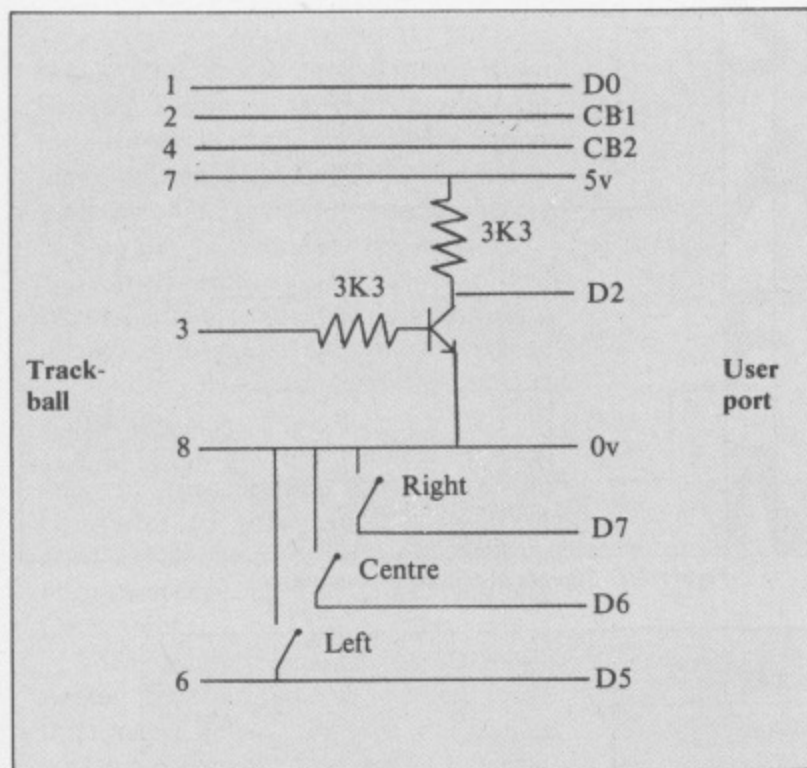 1 D0
2 CB1
4 CB2
7 5v
3K3
3K3 D2
3
Track-
ball
User
port
8 0v
Right
D7
Centre
D6
Left
6 D5